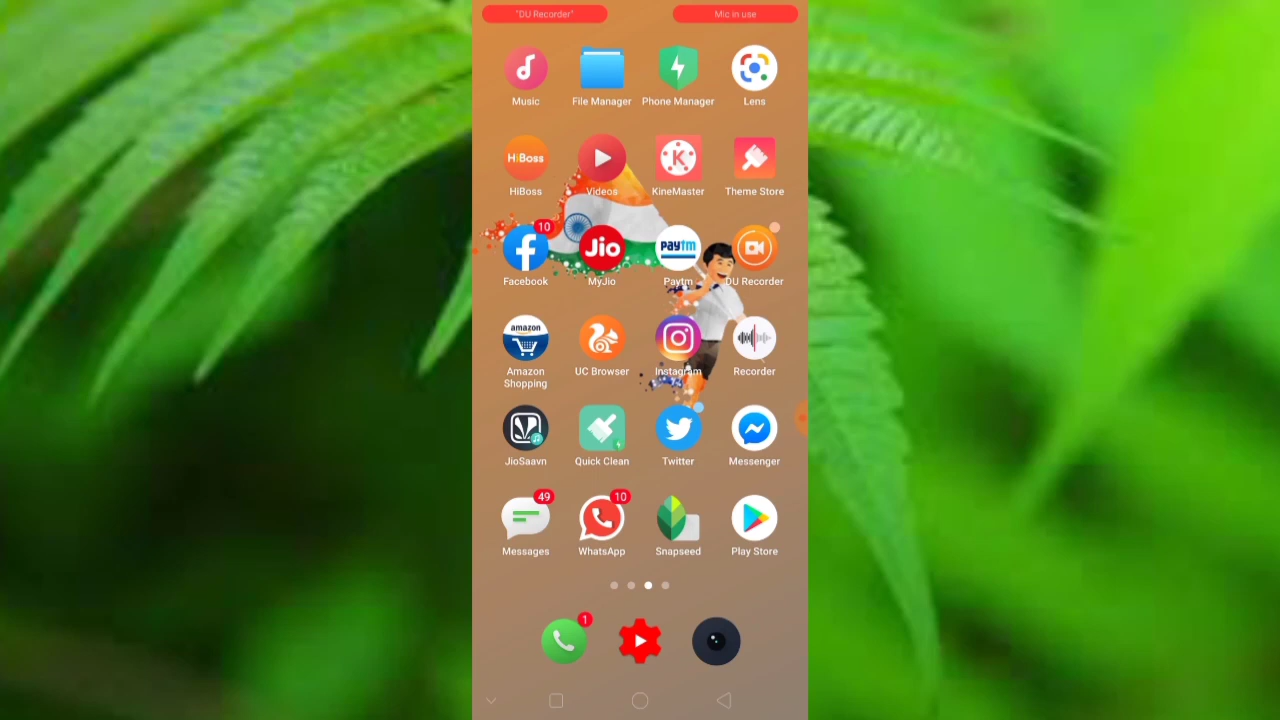 "DU Recorder"
Mic in use
Music
File Manager
Phone Manager
Lens
HiBoss
HiBoss
Videos
KineMaster
Theme Store
10
Jio
paytm
Facebook
MyJio
Paytm
DU Recorder
amazon
Amazon
Shopping
UC Browser
Instagram
Recorder
JioSaavn
Quick Clean
Twitter
Messenger
49
10
Messages
WhatsApp
Snapseed
Play Store
1